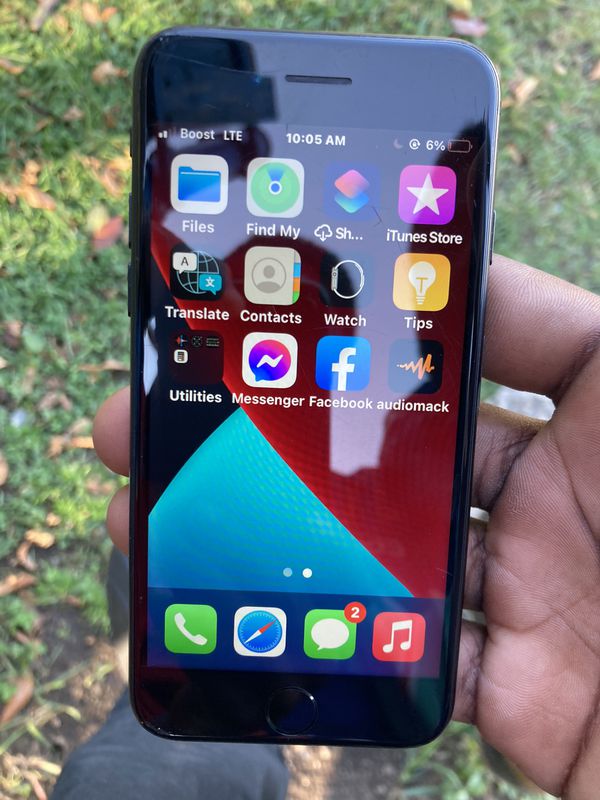 Boost LTE 10:05 AM 6%
Files Find My Sh... iTunes Store
A
Translate Contacts Watch Tips
Utilities Messenger Facebook audiomack
2